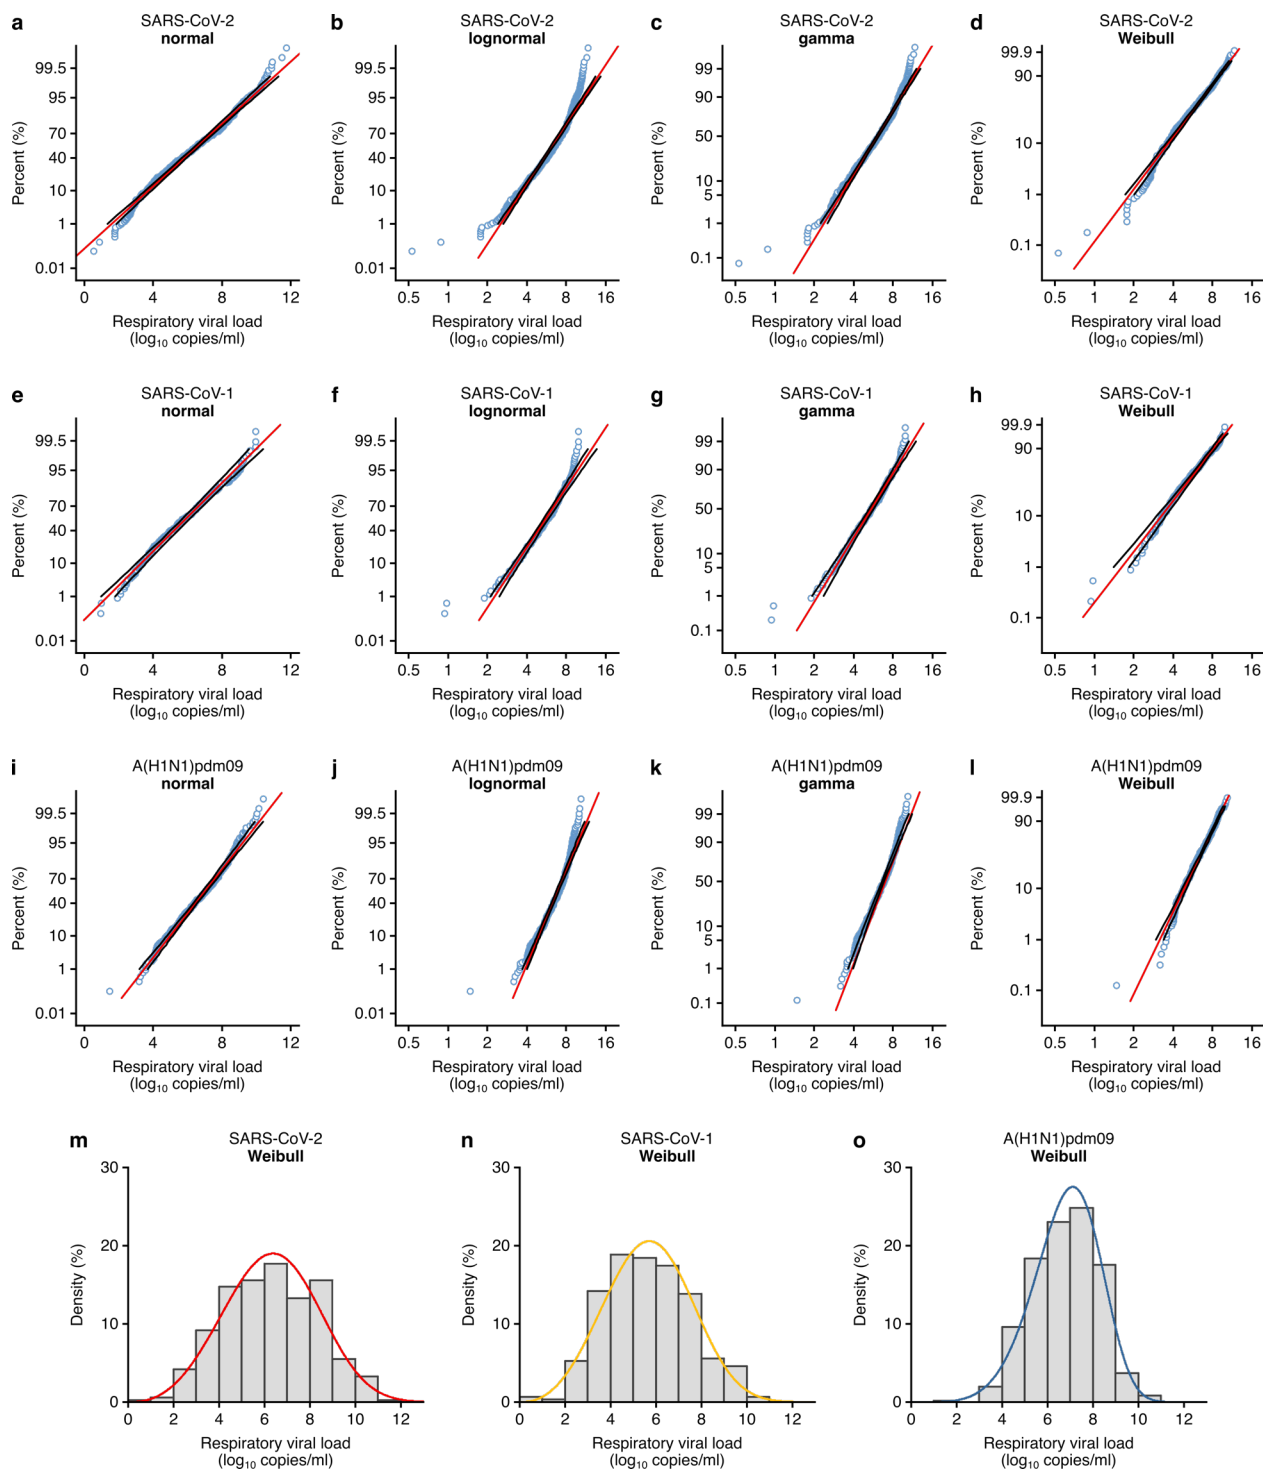 a
SARS-CoV-2
normal
Percent (%)
99.5
95
70
40
10
1
0.01
0 4 8 12
Respiratory viral load
(log₁₀ copies/ml)
b
SARS-CoV-2
lognormal
Percent (%)
99.5
95
70
40
10
1
0.01
0.5 1 2 4 8 16
Respiratory viral load
(log₁₀ copies/ml)
c
SARS-CoV-2
gamma
Percent (%)
99
90
50
10
5
1
0.1
0.5 1 2 4 8 16
Respiratory viral load
(log₁₀ copies/ml)
d
SARS-CoV-2
Weibull
Percent (%)
99.9
90
10
1
0.1
0.5 1 2 4 8 16
Respiratory viral load
(log₁₀ copies/ml)
e
SARS-CoV-1
normal
Percent (%)
99.5
95
70
40
10
1
0.01
0 4 8 12
Respiratory viral load
(log₁₀ copies/ml)
f
SARS-CoV-1
lognormal
Percent (%)
99.5
95
70
40
10
1
0.01
0.5 1 2 4 8 16
Respiratory viral load
(log₁₀ copies/ml)
g
SARS-CoV-1
gamma
Percent (%)
99
90
50
10
5
1
0.1
0.5 1 2 4 8 16
Respiratory viral load
(log₁₀ copies/ml)
h
SARS-CoV-1
Weibull
Percent (%)
99.9
90
10
1
0.1
0.5 1 2 4 8 16
Respiratory viral load
(log₁₀ copies/ml)
i
A(H1N1)pdm09
normal
Percent (%)
99.5
95
70
40
10
1
0.01
0 4 8 12
Respiratory viral load
(log₁₀ copies/ml)
j
A(H1N1)pdm09
lognormal
Percent (%)
99.5
95
70
40
10
1
0.01
0.5 1 2 4 8 16
Respiratory viral load
(log₁₀ copies/ml)
k
A(H1N1)pdm09
gamma
Percent (%)
99
90
50
10
5
1
0.1
0.5 1 2 4 8 16
Respiratory viral load
(log₁₀ copies/ml)
l
A(H1N1)pdm09
Weibull
Percent (%)
99.9
90
10
1
0.1
0.5 1 2 4 8 16
Respiratory viral load
(log₁₀ copies/ml)
m
SARS-CoV-2
Weibull
Density (%)
30
20
10
0
0 2 4 6 8 10 12
Respiratory viral load
(log₁₀ copies/ml)
n
SARS-CoV-1
Weibull
Density (%)
30
20
10
0
0 2 4 6 8 10 12
Respiratory viral load
(log₁₀ copies/ml)
o
A(H1N1)pdm09
Weibull
Density (%)
30
20
10
0
0 2 4 6 8 10 12
Respiratory viral load
(log₁₀ copies/ml)